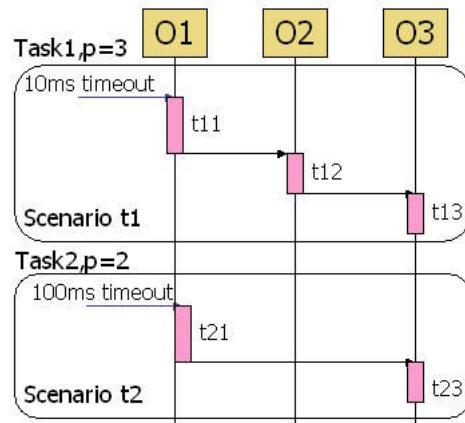 O1 O2 O3
Task1,p=3
10ms timeout
t11
t12
t13
Scenario t1
Task2,p=2
100ms timeout
t21
t23
Scenario t2